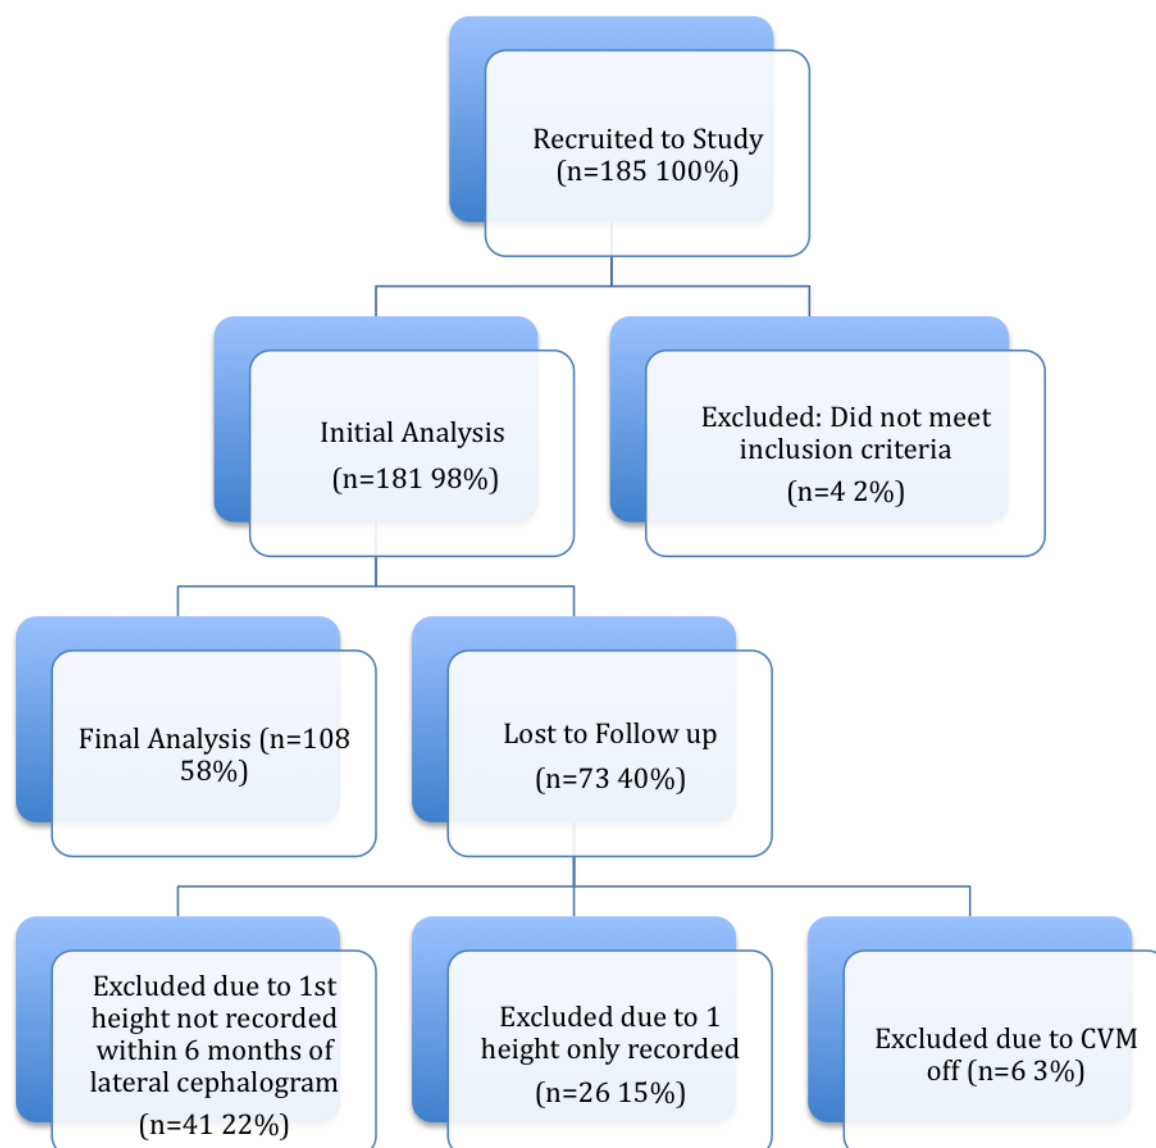 Recruited to Study
(n=185 100%)
Initial Analysis
(n=181 98%)
Excluded: Did not meet
inclusion criteria
(n=4 2%)
Final Analysis (n=108
58%)
Lost to Follow up
(n=73 40%)
Excluded due to 1st
height not recorded
within 6 months of
lateral cephalogram
(n=41 22%)
Excluded due to 1
height only recorded
(n=26 15%)
Excluded due to CVM
off (n=6 3%)